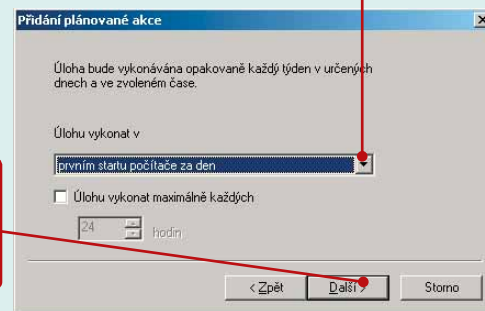 Přidání plánované akce
Úloha bude vykonávána opakovaně každý týden v určených
dnech a ve zvoleném čase.
Úlohu vykonat v
prvním startu počítače za den
Úlohu vykonat maximálně každých
24 hodin
< Zpět Další > Storno